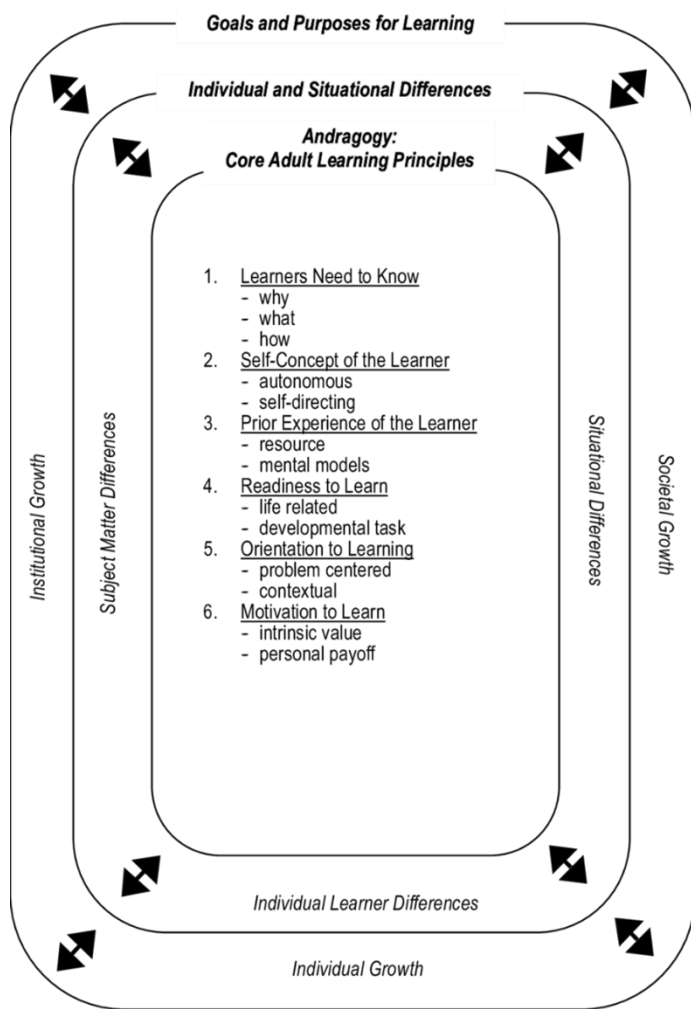 Goals and Purposes for Learning
Individual and Situational Differences
Andragogy:
Core Adult Learning Principles
1. Learners Need to Know
- why
- what
- how
2. Self-Concept of the Learner
- autonomous
- self-directing
3. Prior Experience of the Learner
- resource
- mental models
4. Readiness to Learn
- life related
- developmental task
5. Orientation to Learning
- problem centered
- contextual
6. Motivation to Learn
- intrinsic value
- personal payoff
Institutional Growth
Subject Matter Differences
Situational Differences
Societal Growth
Individual Learner Differences
Individual Growth